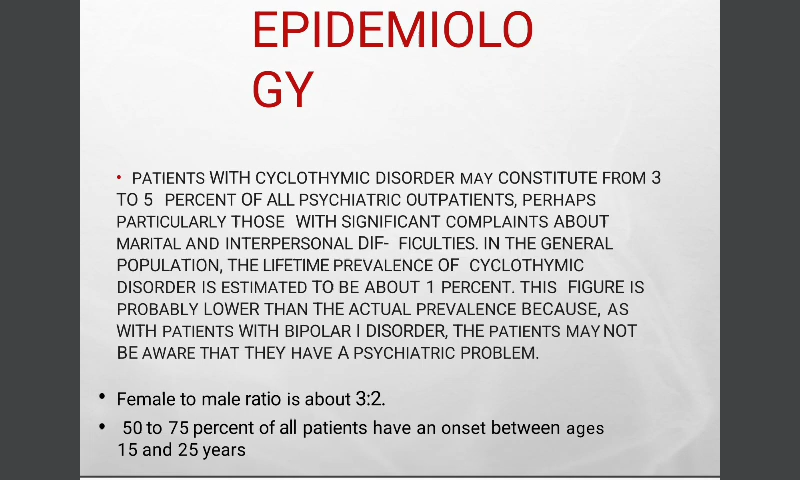 EPIDEMIOLO
GY
• PATIENTS WITH CYCLOTHYMIC DISORDER MAY CONSTITUTE FROM 3
TO 5 PERCENT OF ALL PSYCHIATRIC OUTPATIENTS, PERHAPS
PARTICULARLY THOSE WITH SIGNIFICANT COMPLAINTS ABOUT
MARITAL AND INTERPERSONAL DIF- FICULTIES. IN THE GENERAL
POPULATION, THE LIFETIME PREVALENCE OF CYCLOTHYMIC
DISORDER IS ESTIMATED TO BE ABOUT 1 PERCENT. THIS FIGURE IS
PROBABLY LOWER THAN THE ACTUAL PREVALENCE BECAUSE, AS
WITH PATIENTS WITH BIPOLAR I DISORDER, THE PATIENTS MAY NOT
BE AWARE THAT THEY HAVE A PSYCHIATRIC PROBLEM.
• Female to male ratio is about 3:2.
• 50 to 75 percent of all patients have an onset between ages
15 and 25 years